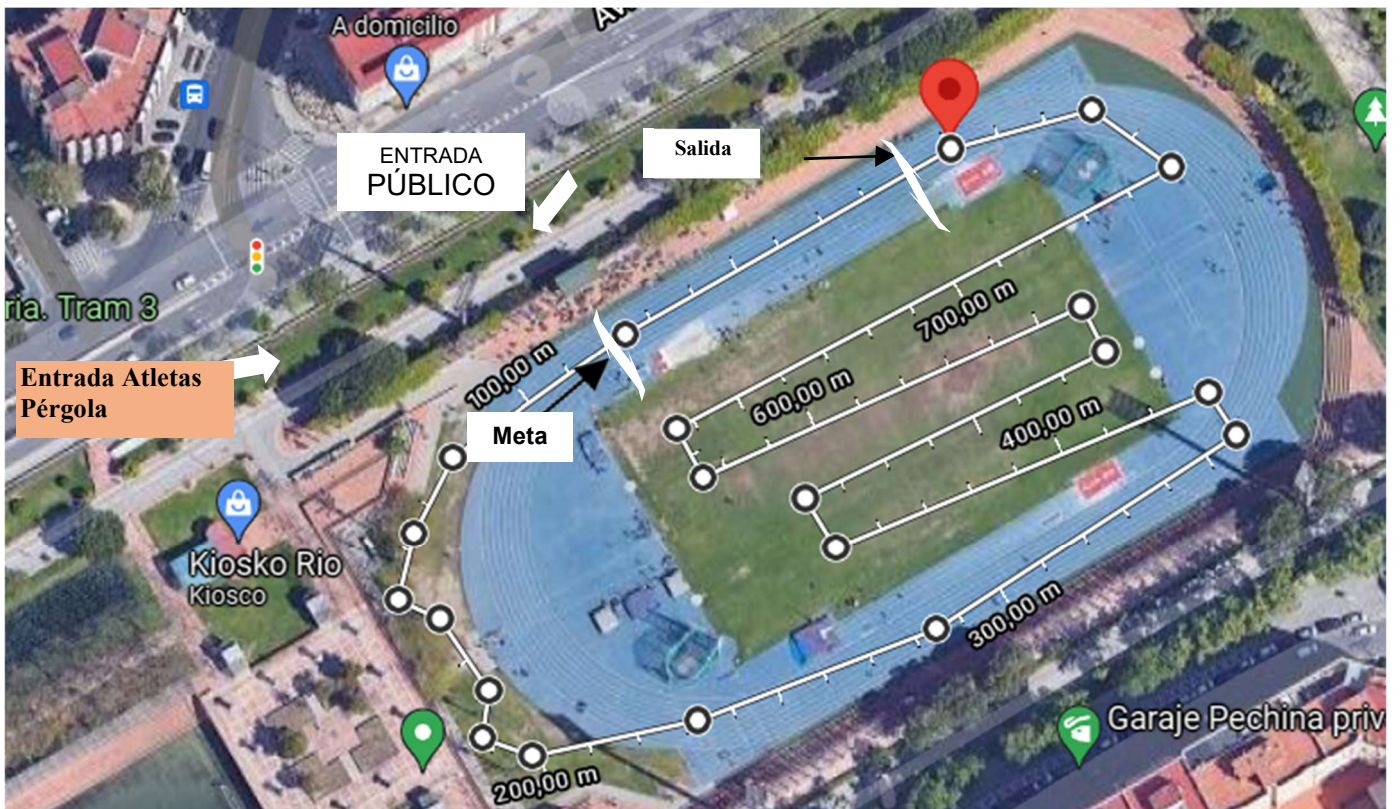 A domicilio
ENTRADA
PÚBLICO
Salida
ria. Tram 3
Entrada Atletas
Pérgola
100,00 m
Meta
700,00 m
600,00 m
400,00 m
Kiosko Rio
Kiosco
300,00 m
Garaje Pechina priv
200,00 m